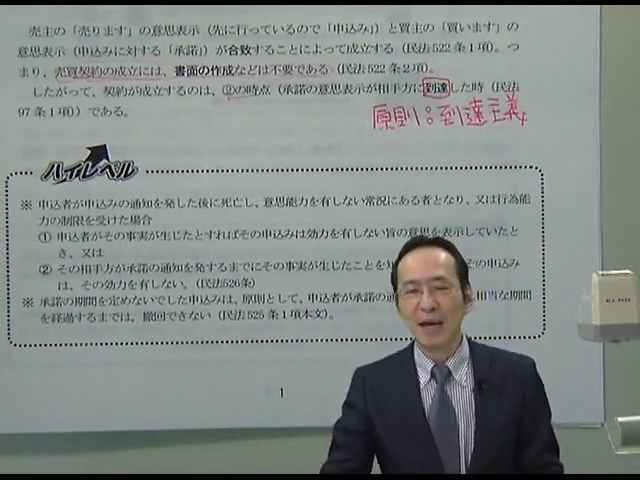 売主の「売ります」の意思表示（先に行っているので「申込み」）と買主の「買います」の
意思表示（申込みに対する「承諾」）が合致することによって成立する（民法522条1項）。つ
まり、売買契約の成立には、書面の作成などは不要である（民法522条2項）。
したがって、契約が成立するのは、②の時点（承諾の意思表示が相手方に到達した時（民法
97条1項））である。
原則：到達主義
ハイレベル
※ 申込者が申込みの通知を発した後に死亡し、意思能力を有しない常況にある者となり、又は行為能
力の制限を受けた場合
① 申込者がその事実が生じたとすればその申込みは効力を有しない旨の意思を表示していたと
き、又は
② その相手方が承諾の通知を発するまでにその事実が生じたことを知 の申込み
は、その効力を有しない。（民法526条）
※ 承諾の期間を定めないでした申込みは、原則として、申込者が承諾の通 相当な期間
を経過するまでは、撤回できない（民法525条1項本文）。
1
ELMO